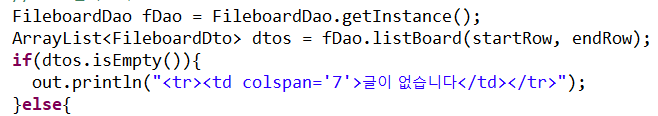 FileboardDao fDao = FileboardDao.getInstance();
ArrayList<FileboardDto> dtos = fDao.listBoard(startRow, endRow);
if(dtos.isEmpty()){
  out.println("<tr><td colspan='7'>글이 없습니다</td></tr>");
}else{